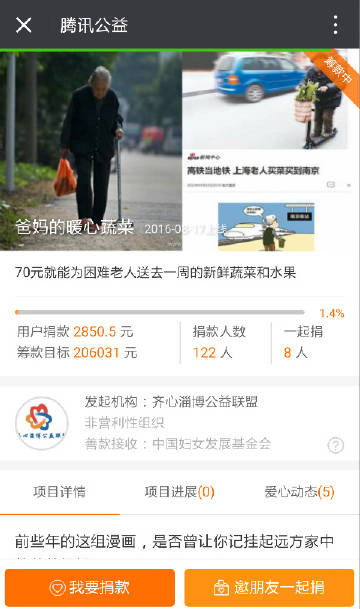 腾讯公益
筹款中
新闻中心
高铁当地铁 上海老人买菜买到南京
爸妈的暖心蔬菜 2016-08-17上线
70元就能为困难老人送去一周的新鲜蔬菜和水果
1.4%
用户捐款 2850.5 元
捐款人数
一起捐
筹款目标 206031 元
122 人
8 人
发起机构：齐心淄博公益联盟
非营利性组织
善款接收：中国妇女发展基金会
?
项目详情
项目进展(0)
爱心动态(5)
前些年的这组漫画，是否曾让你记挂起远方家中
我要捐款
邀朋友一起捐